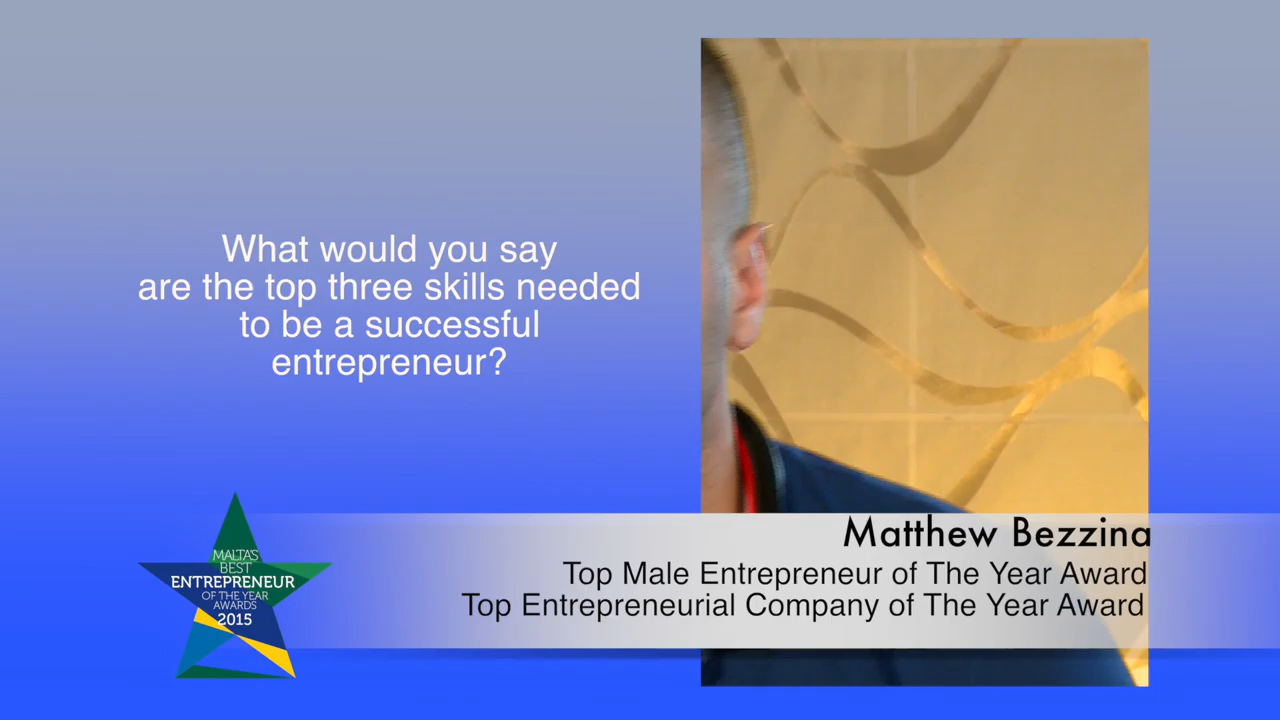 What would you say
are the top three skills needed
to be a successful
entrepreneur?
Matthew Bezzina
Top Male Entrepreneur of The Year Award
Top Entrepreneurial Company of The Year Award
MALTA'S
BEST
ENTREPRENEUR
OF THE YEAR
AWARDS
2015